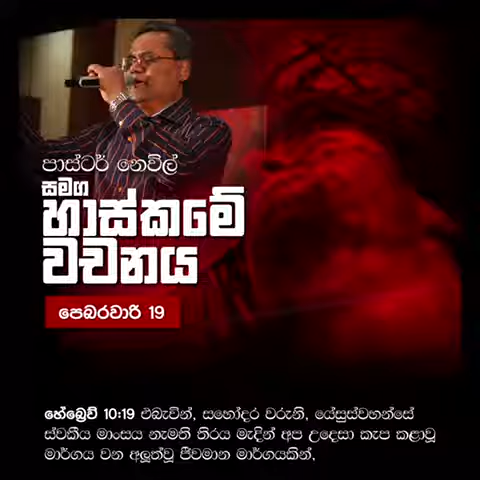 පාස්ටර් නෙවිල්
සමග
හාස්කමේ
වචනය
පෙබරවාරි 19
හේබ්‍රෙව් 10:19 එබැවින්, සහෝදර වරුනි, යේසුස්වහන්සේ
ස්වකීය මාංසය නැමති තිරය මැදින් අප උදෙසා කැප කළාවූ
මාර්ගය වන අලුත්වූ ජීවමාන මාර්ගයකින්,